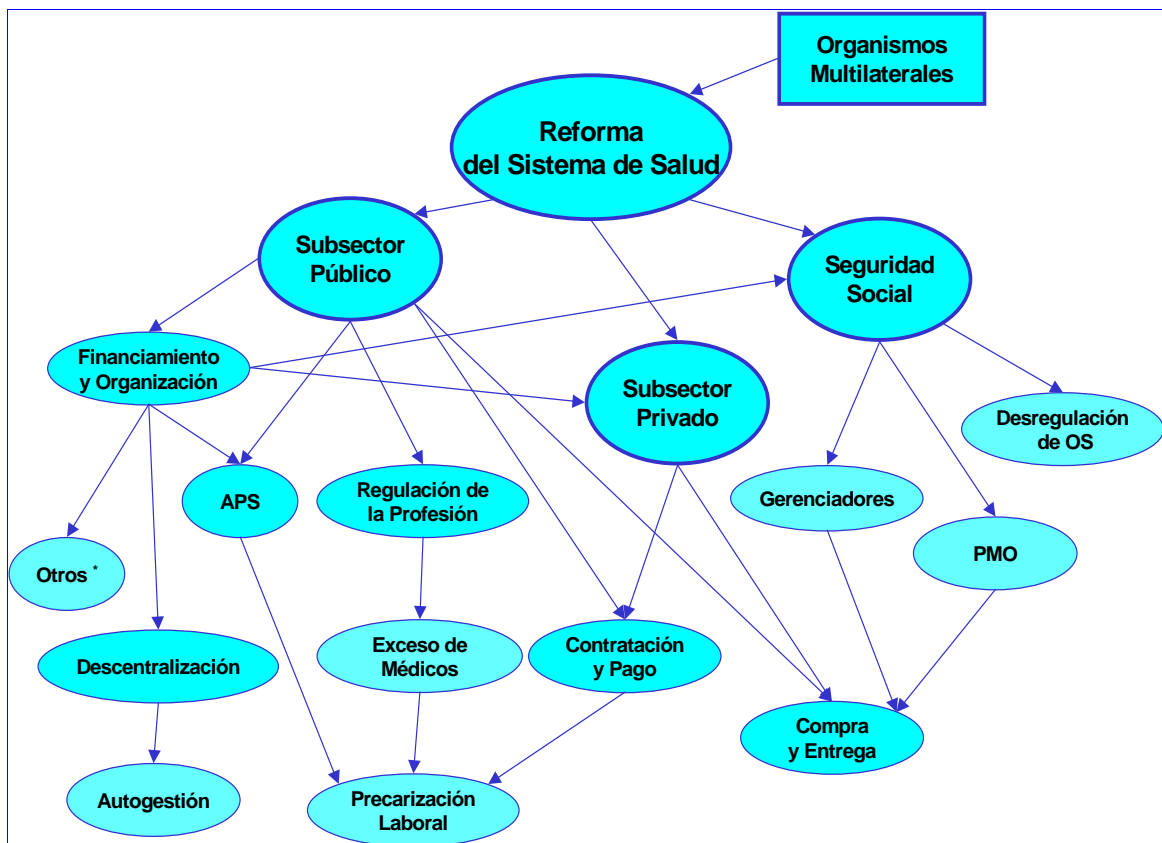 Organismos
Multilaterales
Reforma
del Sistema de Salud
Subsector
Público
Seguridad
Social
Financiamiento
y Organización
Subsector
Privado
Desregulación
de OS
APS
Regulación de
la Profesión
Gerenciadores
Otros *
PMO
Descentralización
Exceso de
Médicos
Contratación
y Pago
Compra
y Entrega
Autogestión
Precarización
Laboral